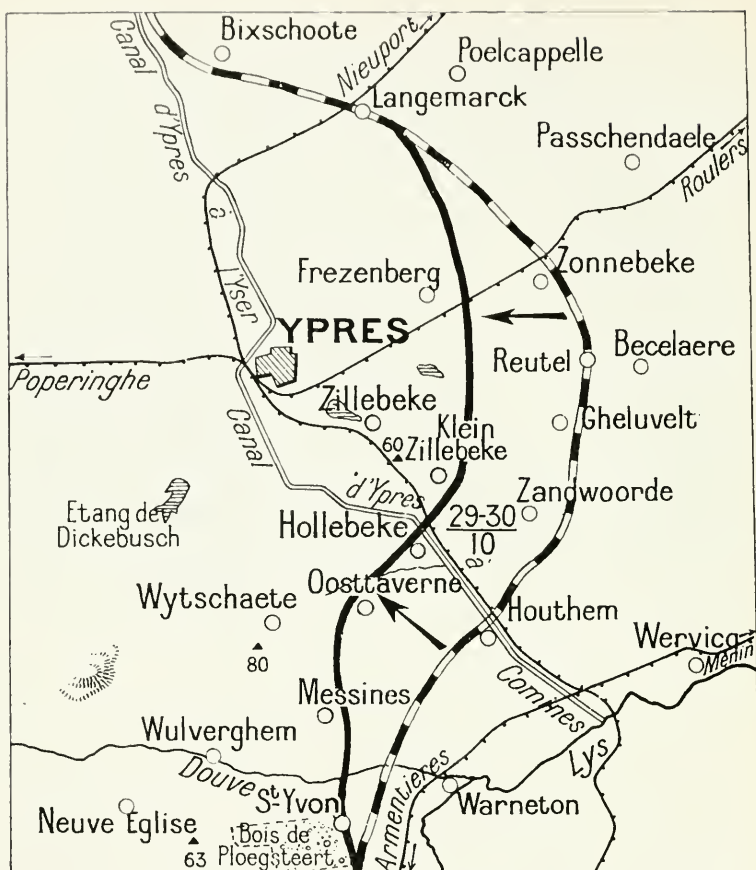 Bixschoote
Poelcappelle
Nieuport
Langemarck
Passchendaele
Roulers
Canal
d'Ypres
à
l'Yser
Frezenberg
Zonnebeke
YPRES
Reutel
Becelaere
Poperinghe
Zillebeke
Klein
60 Zillebeke
Gheluvelt
Canal
d'Ypres
à
Comines
Zandwoorde
29-30
10
Etang de
Dickebusch
Hollebeke
Oosttaverne
Wytschaete
Houthem
80
Wervicq
Menin
Messines
Wulverghem
Douve
Lys
Armentières
St Yvon
Warneton
Neuve Eglise
63
Bois de
Ploegsteert